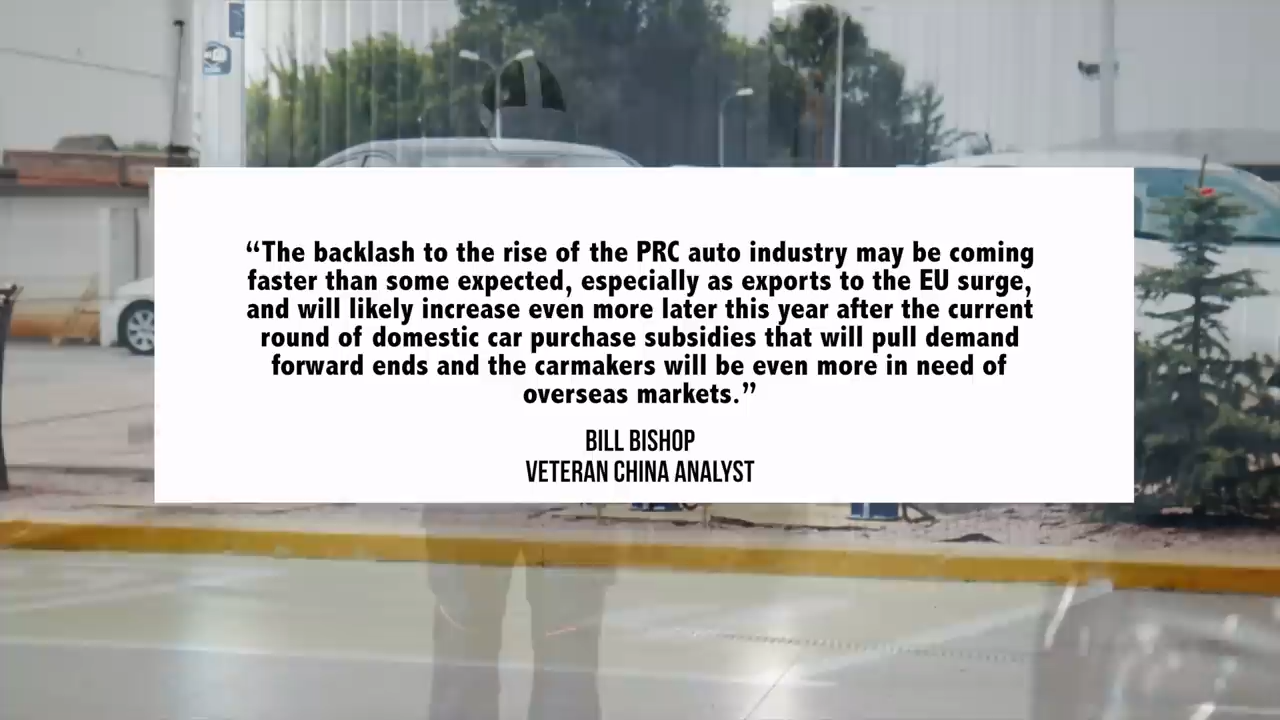 “The backlash to the rise of the PRC auto industry may be coming
faster than some expected, especially as exports to the EU surge,
and will likely increase even more later this year after the current
round of domestic car purchase subsidies that will pull demand
forward ends and the carmakers will be even more in need of
overseas markets.”
BILL BISHOP
VETERAN CHINA ANALYST